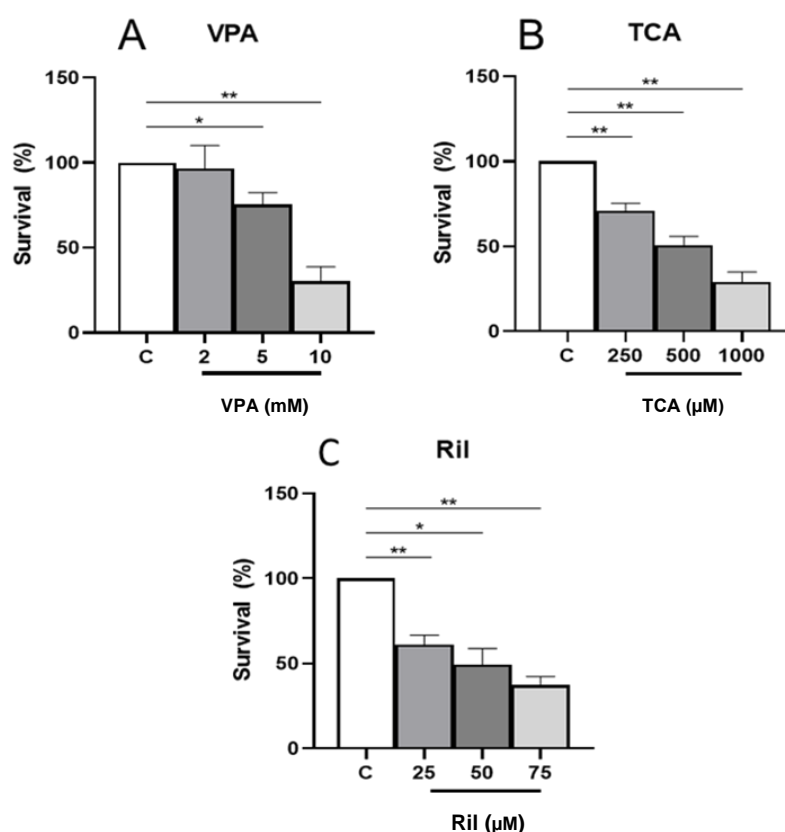 A
VPA
150
100
50
0
Survival (%)
**
*
C 2 5 10
VPA (mM)
B
TCA
150
100
50
0
Survival (%)
**
**
**
C 250 500 1000
TCA (µM)
C
Ril
150
100
50
0
Survival (%)
**
*
**
C 25 50 75
Ril (µM)